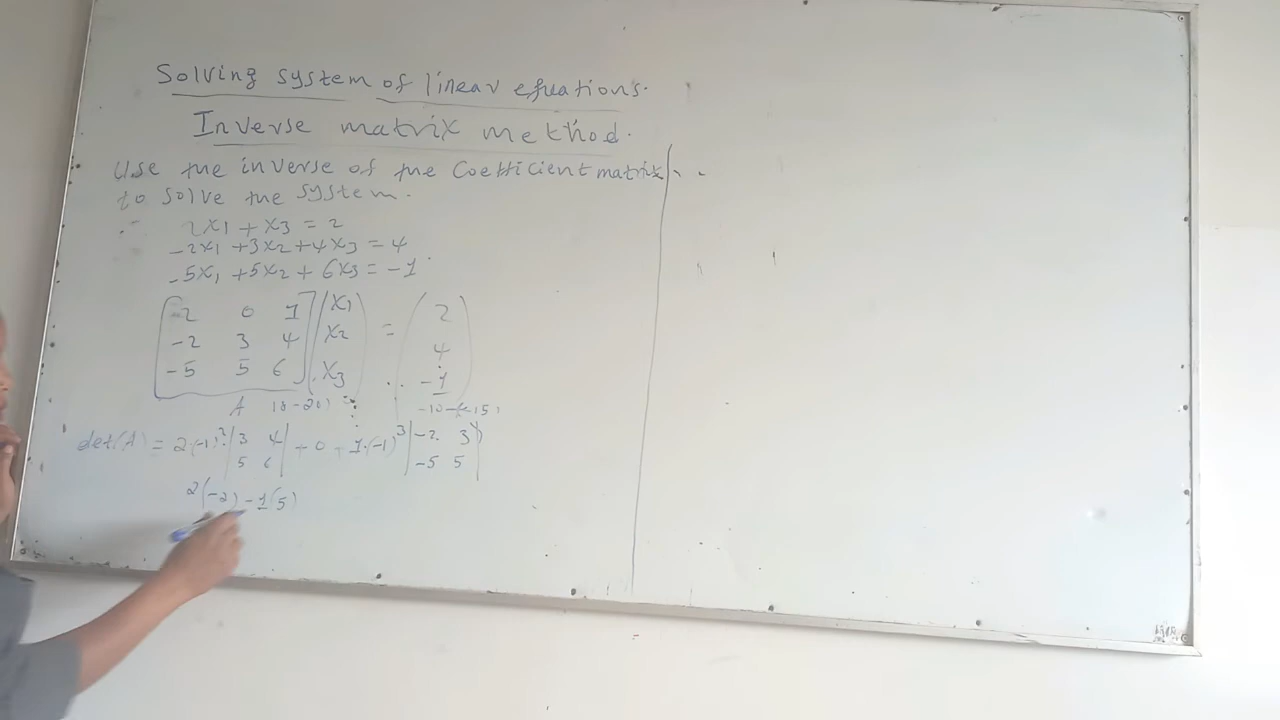 Solving system of linear equations.
Inverse matrix method.
Use the inverse of the Coefficient matrix
to solve the system.
2x1 + x3 = 2
-2x1 +3x2 +4x3 = 4
-5x1 +5x2 + 6x3 = -1
2 0 1 x1 2
-2 3 4 x2 = 4
-5 5 6 x3 -1
A 18-20 -10-(-15)
det(A) = 2(-1)² |3 4| + 0 + 1·(-1)³ |-2 3|
5 6 -5 5
2(-2) - 1(5)